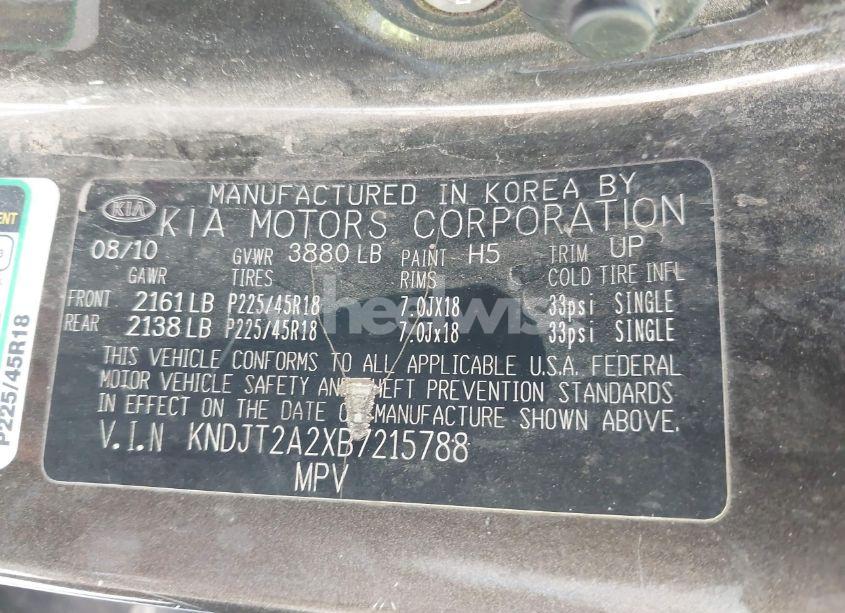 MANUFACTURED IN KOREA BY
KIA KIA MOTORS CORPORATION
08/10 GVWR 3880 LB PAINT H5 TRIM UP
GAWR TIRES RIMS COLD TIRE INFL
FRONT 2161 LB P225/45R18 7.0JX18 33psi SINGLE
REAR 2138 LB P225/45R18 7.0Jx18 33psi SINGLE
THIS VEHICLE CONFORMS TO ALL APPLICABLE U.S.A. FEDERAL
MOTOR VEHICLE SAFETY AND THEFT PREVENTION STANDARDS
IN EFFECT ON THE DATE OF MANUFACTURE SHOWN ABOVE.
V.I.N KNDJT2A2XB7215788
MPV
P225/45R18
hedwis